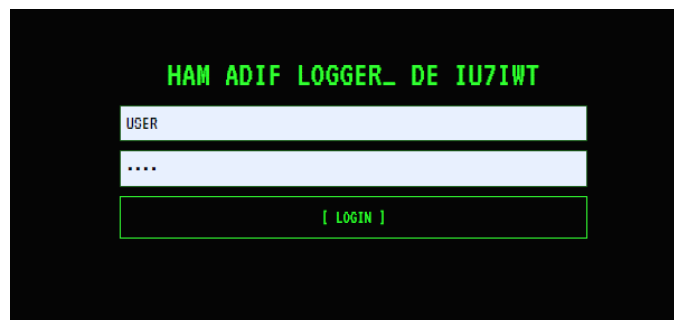 HAM ADIF LOGGER_ DE IU7IWT
USER
....
[ LOGIN ]